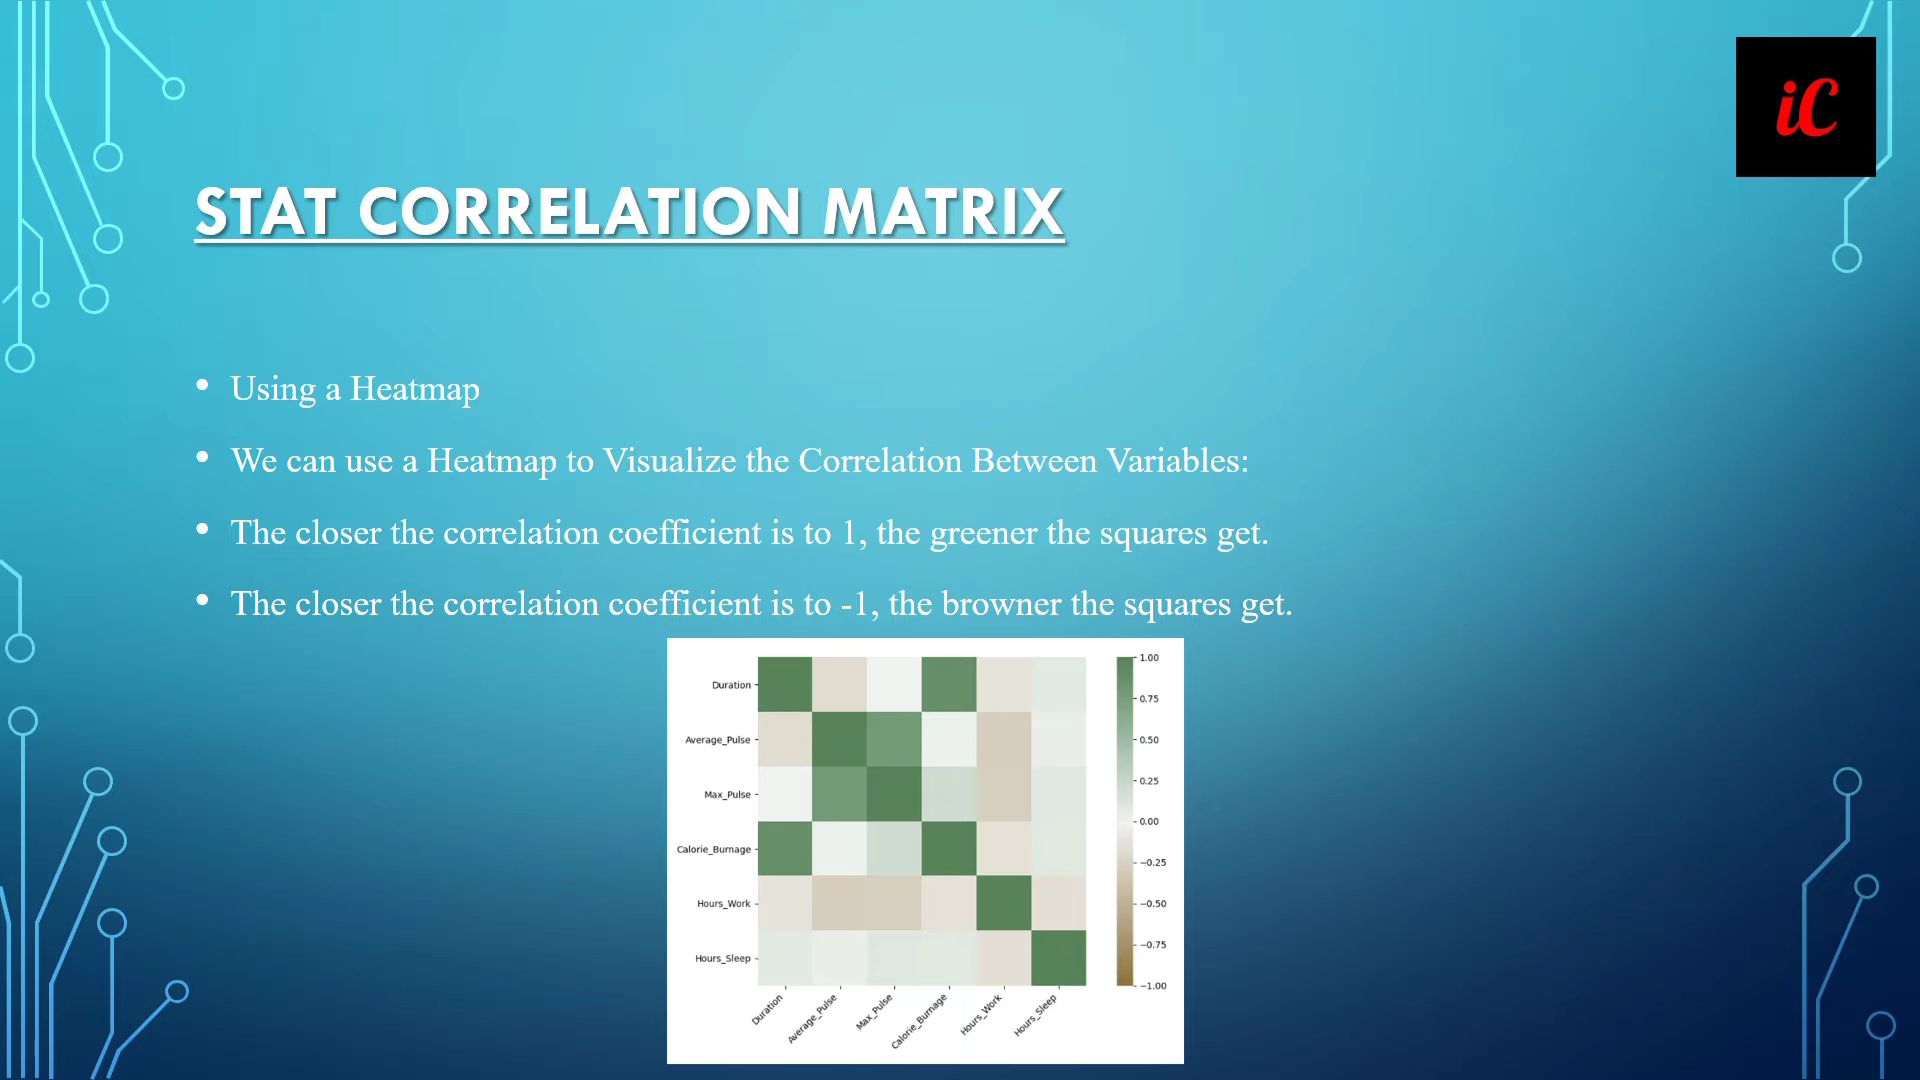 iC
STAT CORRELATION MATRIX
• Using a Heatmap
• We can use a Heatmap to Visualize the Correlation Between Variables:
• The closer the correlation coefficient is to 1, the greener the squares get.
• The closer the correlation coefficient is to -1, the browner the squares get.
Duration
Average_Pulse
Max_Pulse
Calorie_Burnage
Hours_Work
Hours_Sleep
Duration
Average_Pulse
Max_Pulse
Calorie_Burnage
Hours_Work
Hours_Sleep
1.00
0.75
0.50
0.25
0.00
−0.25
−0.50
−0.75
−1.00